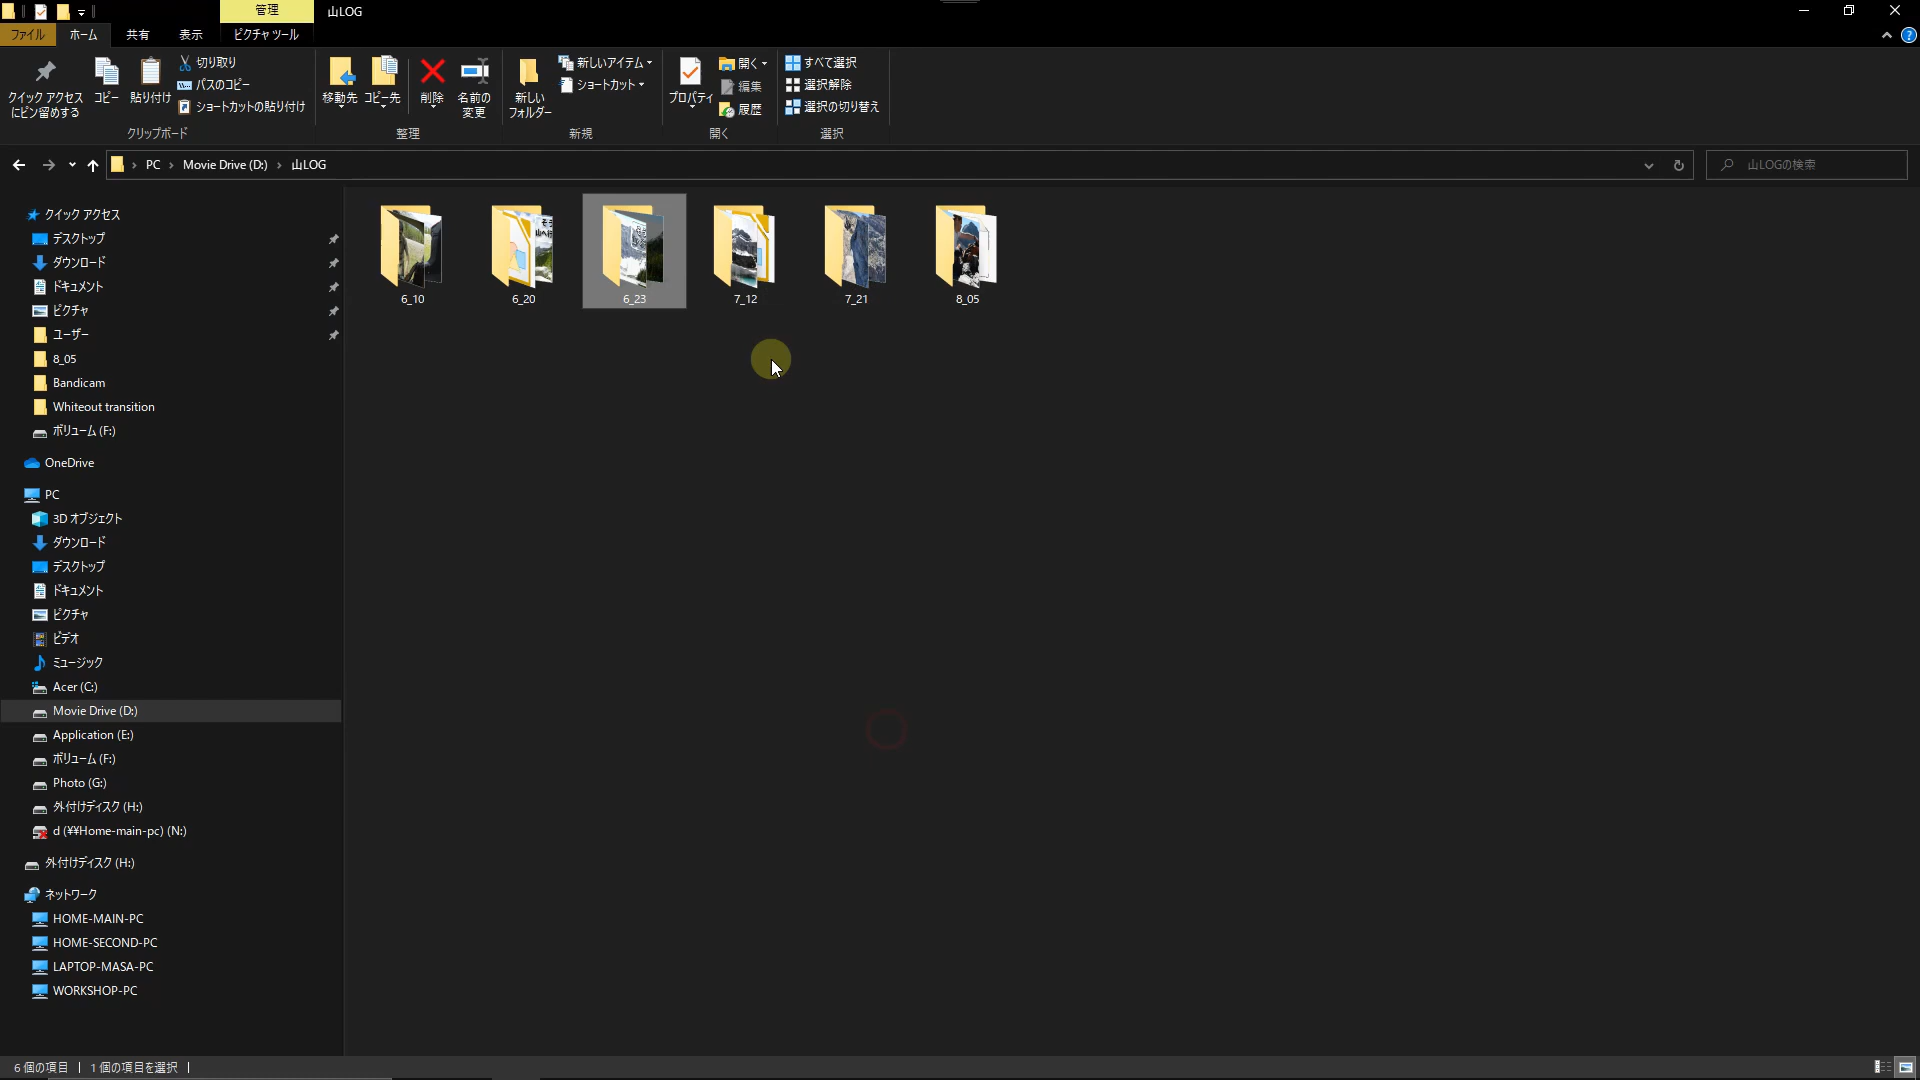 管理
山LOG
ファイル
ホーム
共有
表示
ピクチャ ツール
クイック アクセス
にピン留めする
コピー
貼り付け
切り取り
パスのコピー
ショートカットの貼り付け
クリップボード
移動先
コピー先
削除
名前の
変更
整理
新しい
フォルダー
新しいアイテム
ショートカット
新規
プロパティ
開く
編集
履歴
開く
すべて選択
選択解除
選択の切り替え
選択
PC
Movie Drive (D:)
山LOG
山LOGの検索
クイック アクセス
デスクトップ
ダウンロード
ドキュメント
ピクチャ
ユーザー
8_05
Bandicam
Whiteout transition
ボリューム (F:)
OneDrive
PC
3D オブジェクト
ダウンロード
デスクトップ
ドキュメント
ピクチャ
ビデオ
ミュージック
Acer (C:)
Movie Drive (D:)
Application (E:)
ボリューム (F:)
Photo (G:)
外付けディスク (H:)
d (¥¥Home-main-pc) (N:)
外付けディスク (H:)
ネットワーク
HOME-MAIN-PC
HOME-SECOND-PC
LAPTOP-MASA-PC
WORKSHOP-PC
6_10
6_20
6_23
7_12
7_21
8_05
6 個の項目
1 個の項目を選択